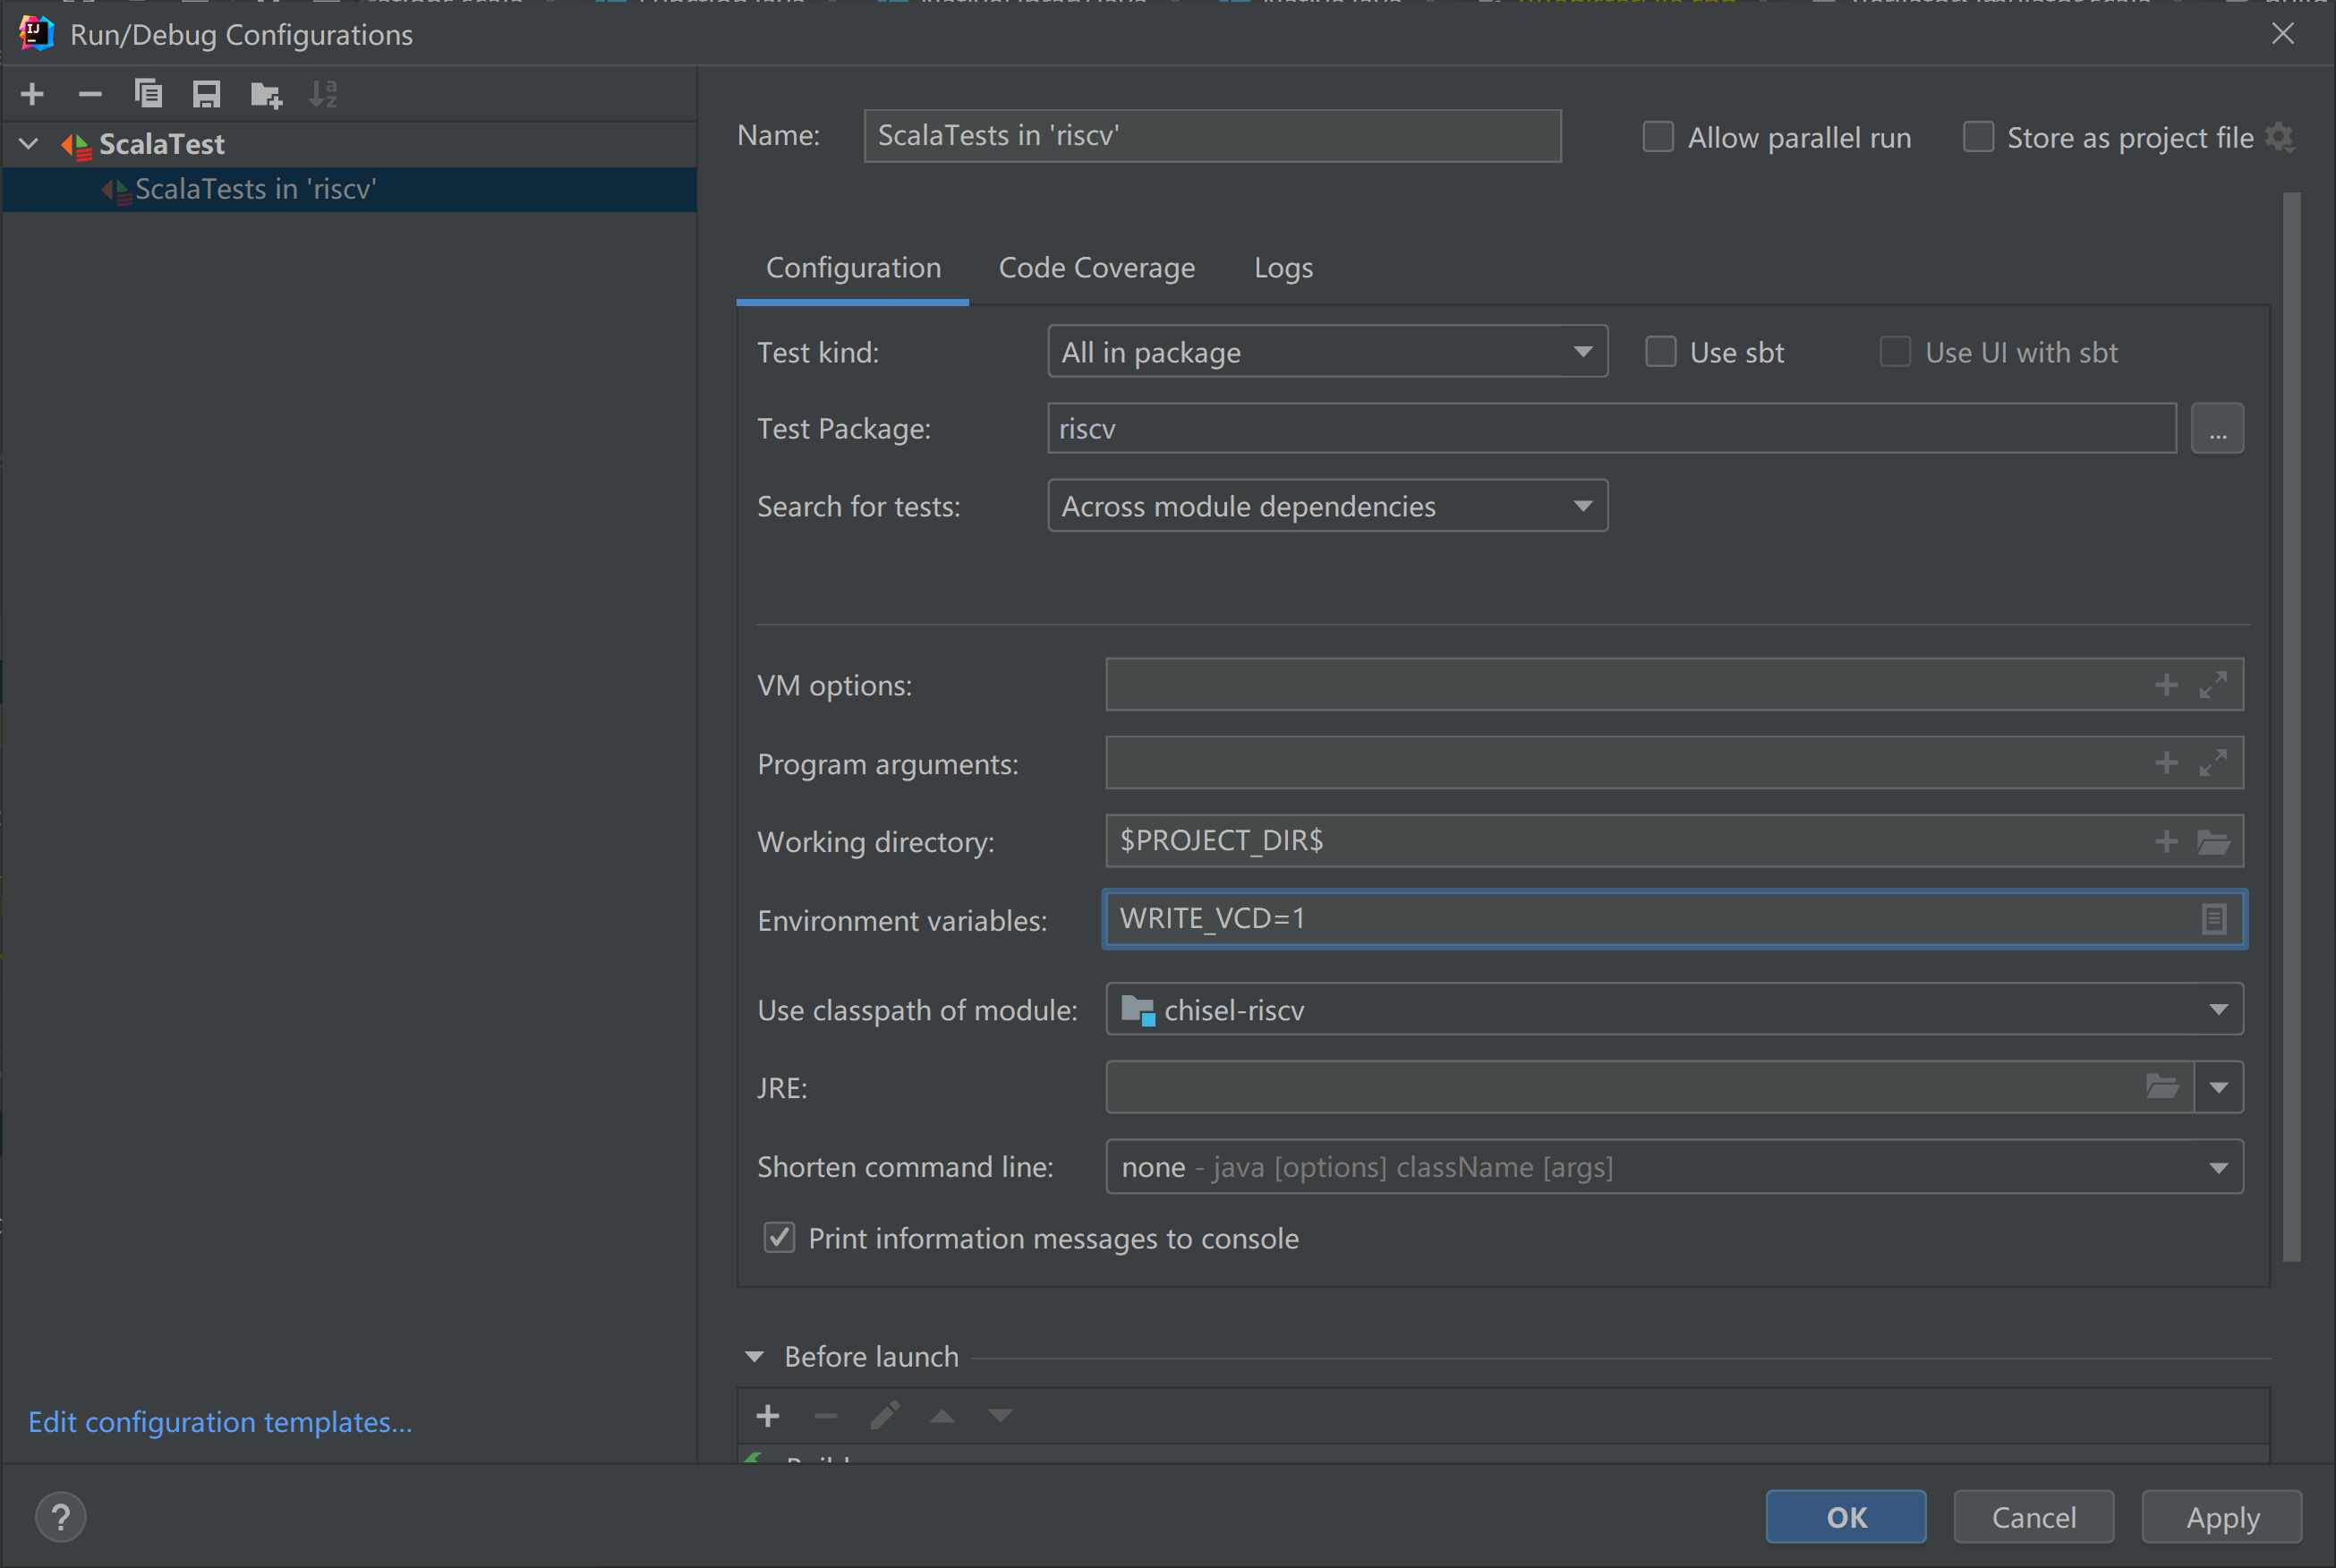 Run/Debug Configurations
ScalaTest
ScalaTests in 'riscv'
Edit configuration templates...
Name: ScalaTests in 'riscv' Allow parallel run Store as project file
Configuration Code Coverage Logs
Test kind: All in package Use sbt Use UI with sbt
Test Package: riscv ...
Search for tests: Across module dependencies
VM options:
Program arguments:
Working directory: $PROJECT_DIR$
Environment variables: WRITE_VCD=1
Use classpath of module: chisel-riscv
JRE:
Shorten command line: none - java [options] className [args]
Print information messages to console
Before launch
? OK Cancel Apply